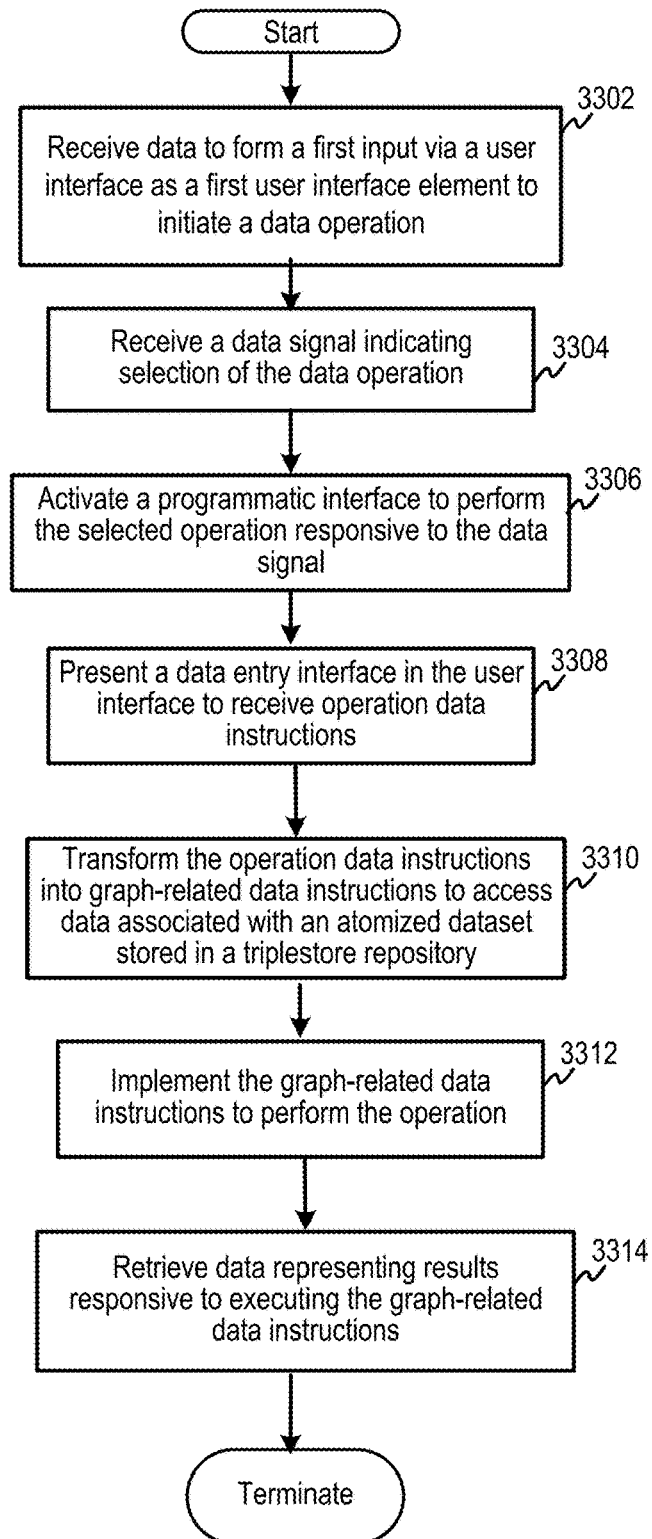 Start
3302
Receive data to form a first input via a user
interface as a first user interface element to
initiate a data operation
Receive a data signal indicating
selection of the data operation
3304
3306
Activate a programmatic interface to perform
the selected operation responsive to the data
signal
3308
Present a data entry interface in the user
interface to receive operation data
instructions
Transform the operation data instructions
into graph-related data instructions to access
data associated with an atomized dataset
stored in a triplestore repository
3310
3312
Implement the graph-related data
instructions to perform the operation
3314
Retrieve data representing results
responsive to executing the graph-related
data instructions
Terminate